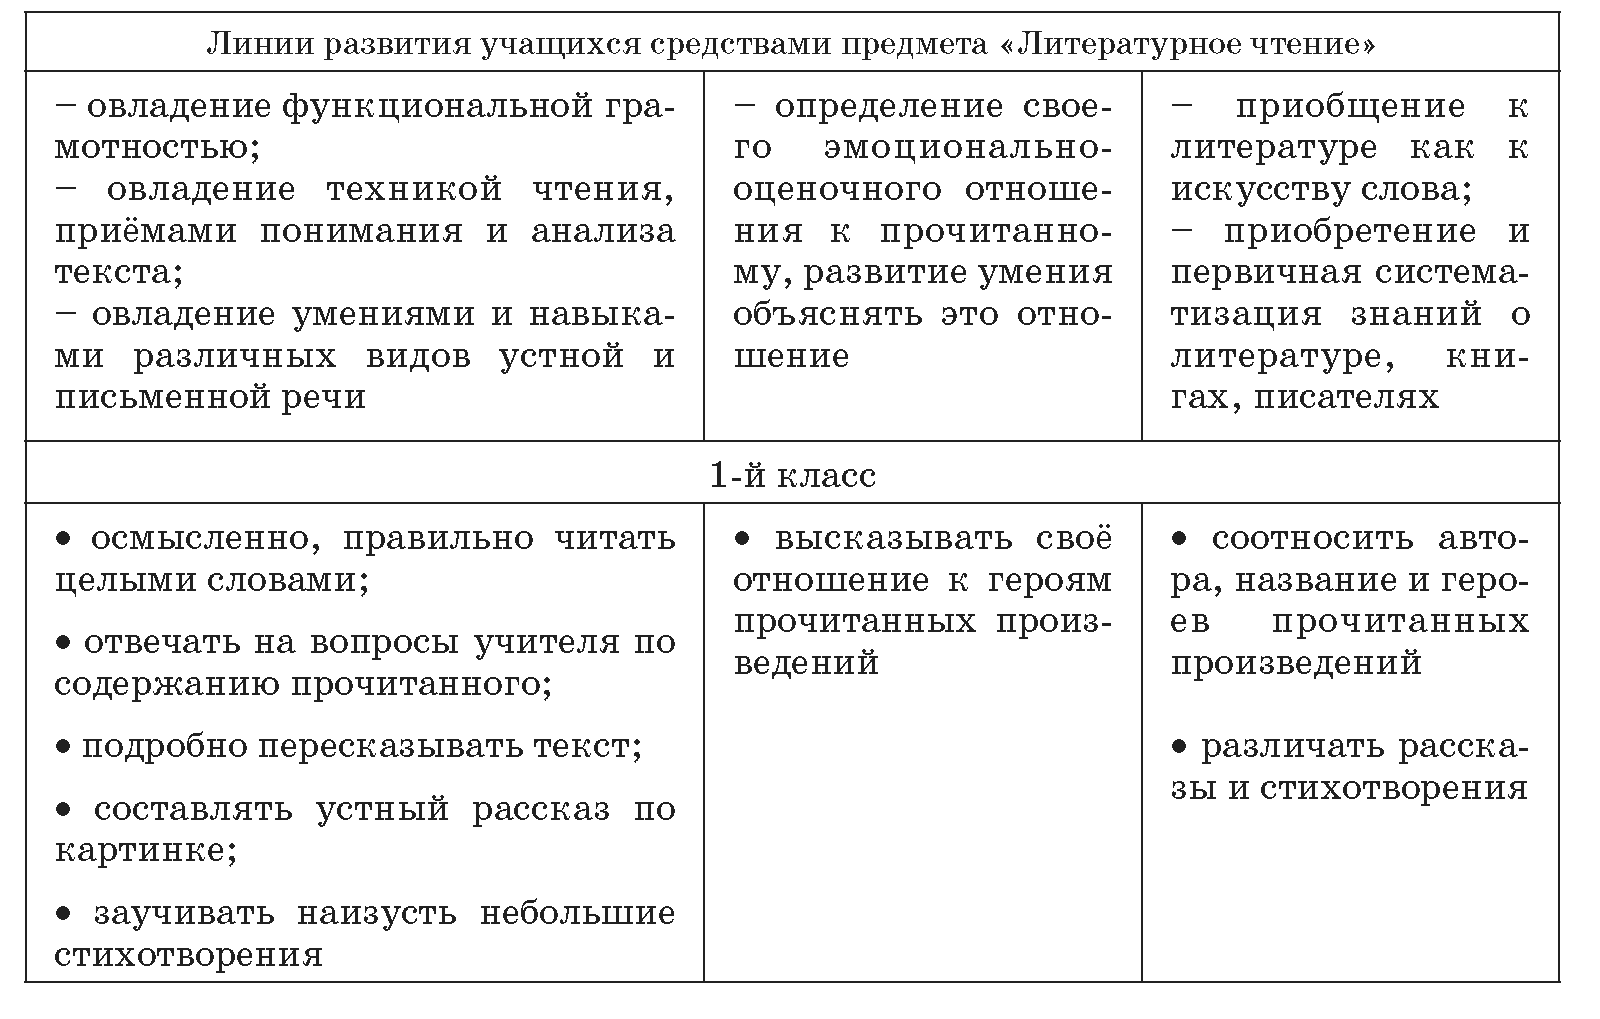 Линии развития учащихся средствами предмета «Литературное чтение»
– овладение функциональной гра-
мотностью;
– овладение техникой чтения,
приёмами понимания и анализа
текста;
– овладение умениями и навыка-
ми различных видов устной и
письменной речи
– определение свое-
го эмоционально-
оценочного отноше-
ния к прочитанно-
му, развитие умения
объяснять это отно-
шение
– приобщение к
литературе как к
искусству слова;
– приобретение и
первичная система-
тизация знаний о
литературе, кни-
гах, писателях
1-й класс
• осмысленно, правильно читать
целыми словами;
• отвечать на вопросы учителя по
содержанию прочитанного;
• подробно пересказывать текст;
• составлять устный рассказ по
картинке;
• заучивать наизусть небольшие
стихотворения
• высказывать своё
отношение к героям
прочитанных произ-
ведений
• соотносить авто-
ра, название и геро-
ев прочитанных
произведений
• различать расска-
зы и стихотворения